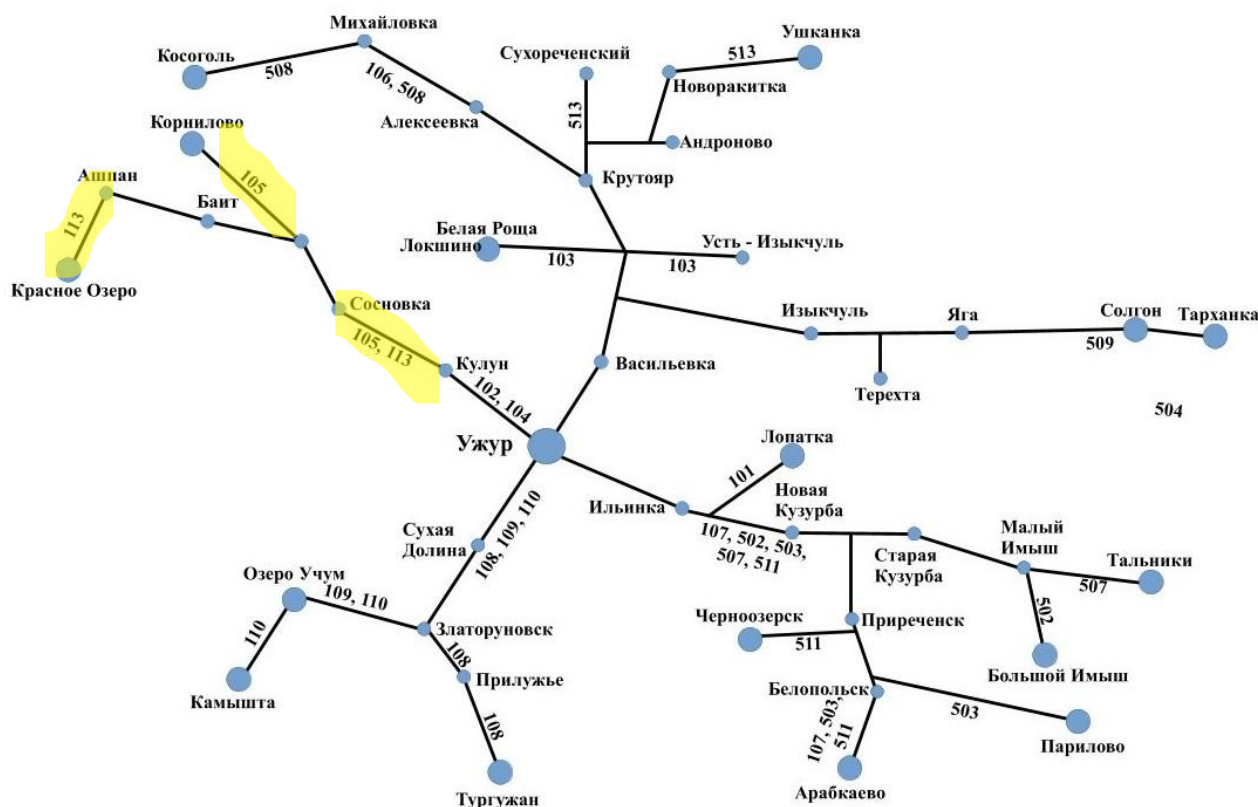 Михайловка
Косоголь
508
106, 508
Алексеевка
Сухореченский
513
Ушканка
513
Новоракитка
Андроново
Крутояр
Корнилово
105
Ашпан
113
Баит
Красное Озеро
Сосновка
105, 113
Кулун
102, 104
Белая Роща
Локшино
103
Усть - Изыкчуль
103
Изыкчуль
Яга
Солгон
509
Тарханка
Терехта
504
Васильевка
Ужур
Лопатка
101
Ильинка
Новая
Кузурба
107, 502, 503,
507, 511
Старая
Кузурба
Малый
Имыш
Тальники
507
502
Большой Имыш
Сухая
Долина
108, 109, 110
Озеро Учум
109, 110
Златоруновск
110
Камышта
108
Прилужье
108
Тургужан
Черноозерск
511
Приреченск
Белопольск
107, 503,
511
503
Парилово
Арабкаево